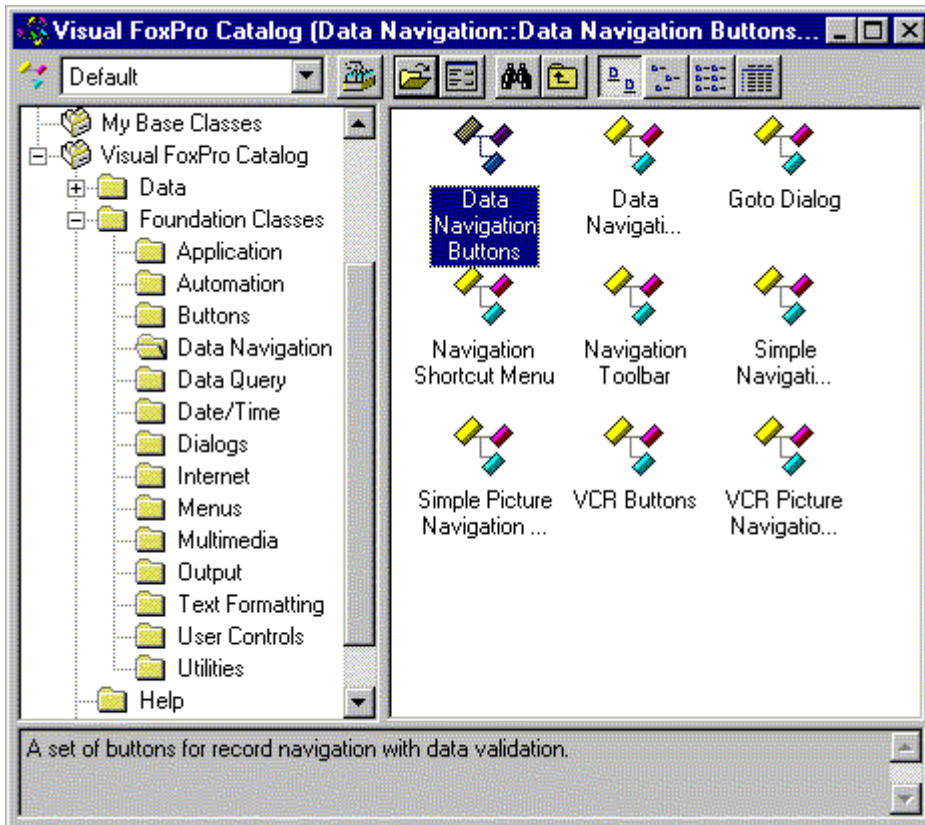 Visual FoxPro Catalog (Data Navigation::Data Navigation Buttons...
Default
My Base Classes
Visual FoxPro Catalog
Data
Foundation Classes
Application
Automation
Buttons
Data Navigation
Data Query
Date/Time
Dialogs
Internet
Menus
Multimedia
Output
Text Formatting
User Controls
Utilities
Help
Data
Navigation
Buttons
Data
Navigati...
Goto Dialog
Navigation
Shortcut Menu
Navigation
Toolbar
Simple
Navigati...
Simple Picture
Navigation ...
VCR Buttons
VCR Picture
Navigatio...
A set of buttons for record navigation with data validation.